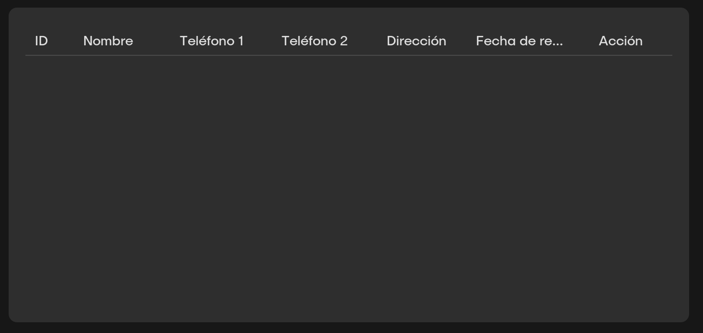 ID Nombre Teléfono 1 Teléfono 2 Dirección Fecha de re... Acción